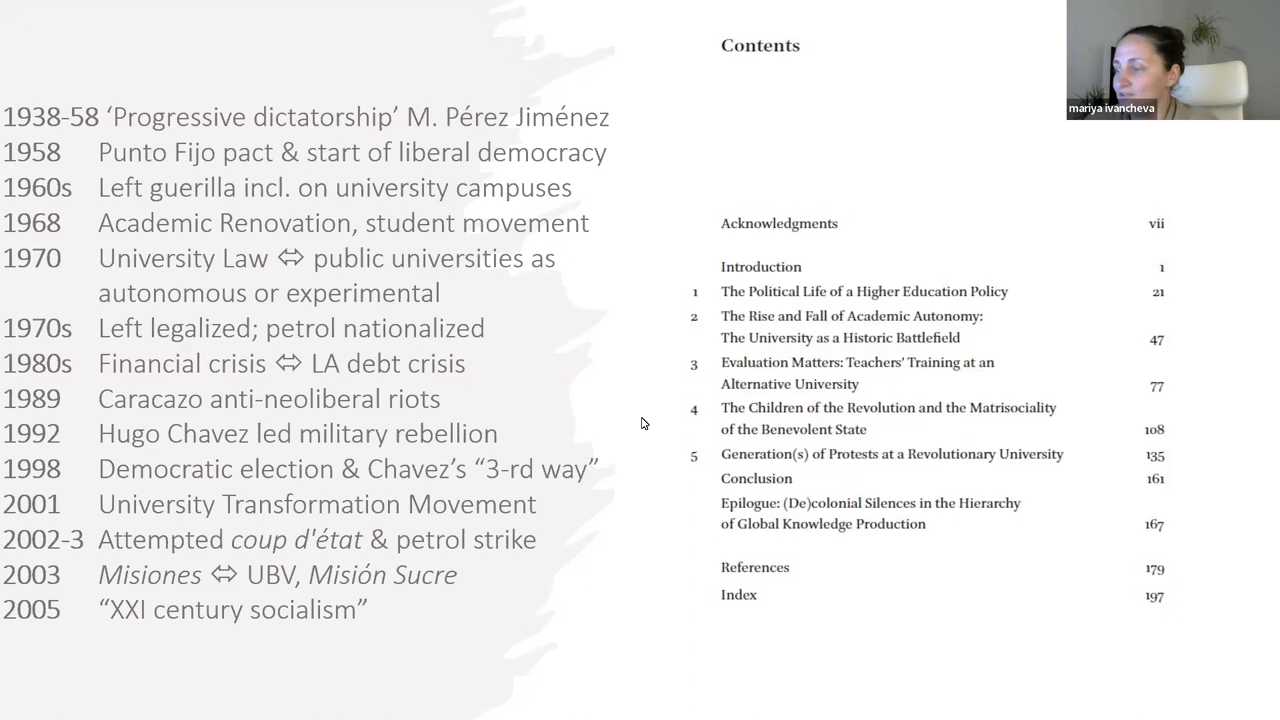 1938-58 ‘Progressive dictatorship’ M. Pérez Jiménez
1958 Punto Fijo pact & start of liberal democracy
1960s Left guerilla incl. on university campuses
1968 Academic Renovation, student movement
1970 University Law ⬄ public universities as
autonomous or experimental
1970s Left legalized; petrol nationalized
1980s Financial crisis ⬄ LA debt crisis
1989 Caracazo anti-neoliberal riots
1992 Hugo Chavez led military rebellion
1998 Democratic election & Chavez’s “3-rd way”
2001 University Transformation Movement
2002-3 Attempted coup d'état & petrol strike
2003 Misiones ⬄ UBV, Misión Sucre
2005 “XXI century socialism”
Contents
Acknowledgments vii
Introduction 1
1 The Political Life of a Higher Education Policy 21
2 The Rise and Fall of Academic Autonomy:
The University as a Historic Battlefield 47
3 Evaluation Matters: Teachers’ Training at an
Alternative University 77
4 The Children of the Revolution and the Matrisociality
of the Benevolent State 108
5 Generation(s) of Protests at a Revolutionary University 135
Conclusion 161
Epilogue: (De)colonial Silences in the Hierarchy
of Global Knowledge Production 167
References 179
Index 197
mariya ivancheva